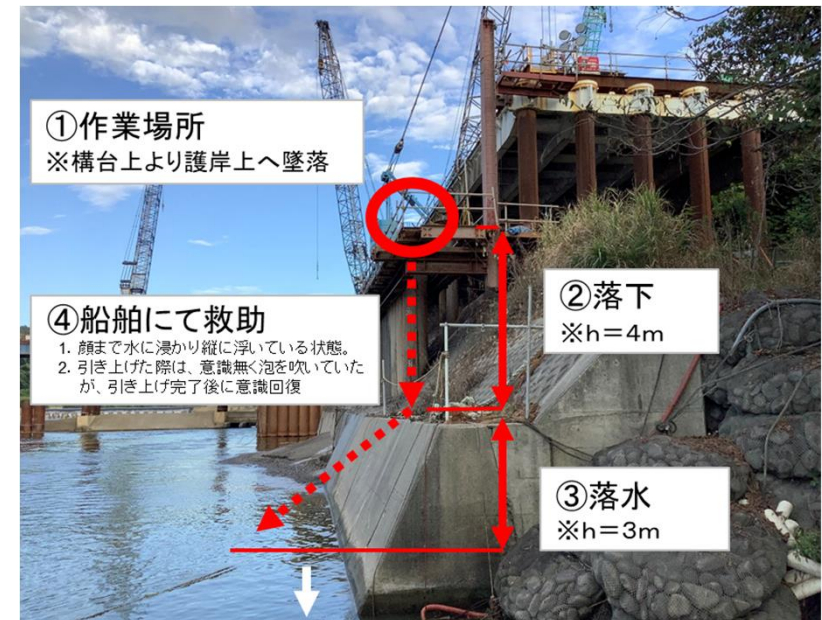 ①作業場所
※構台上より護岸上へ墜落
②落下
※h＝4m
④船舶にて救助
1. 顔まで水に浸かり縦に浮いている状態。
2. 引き上げた際は、意識無く泡を吹いていた
が、引き上げ完了後に意識回復
③落水
※h＝3m